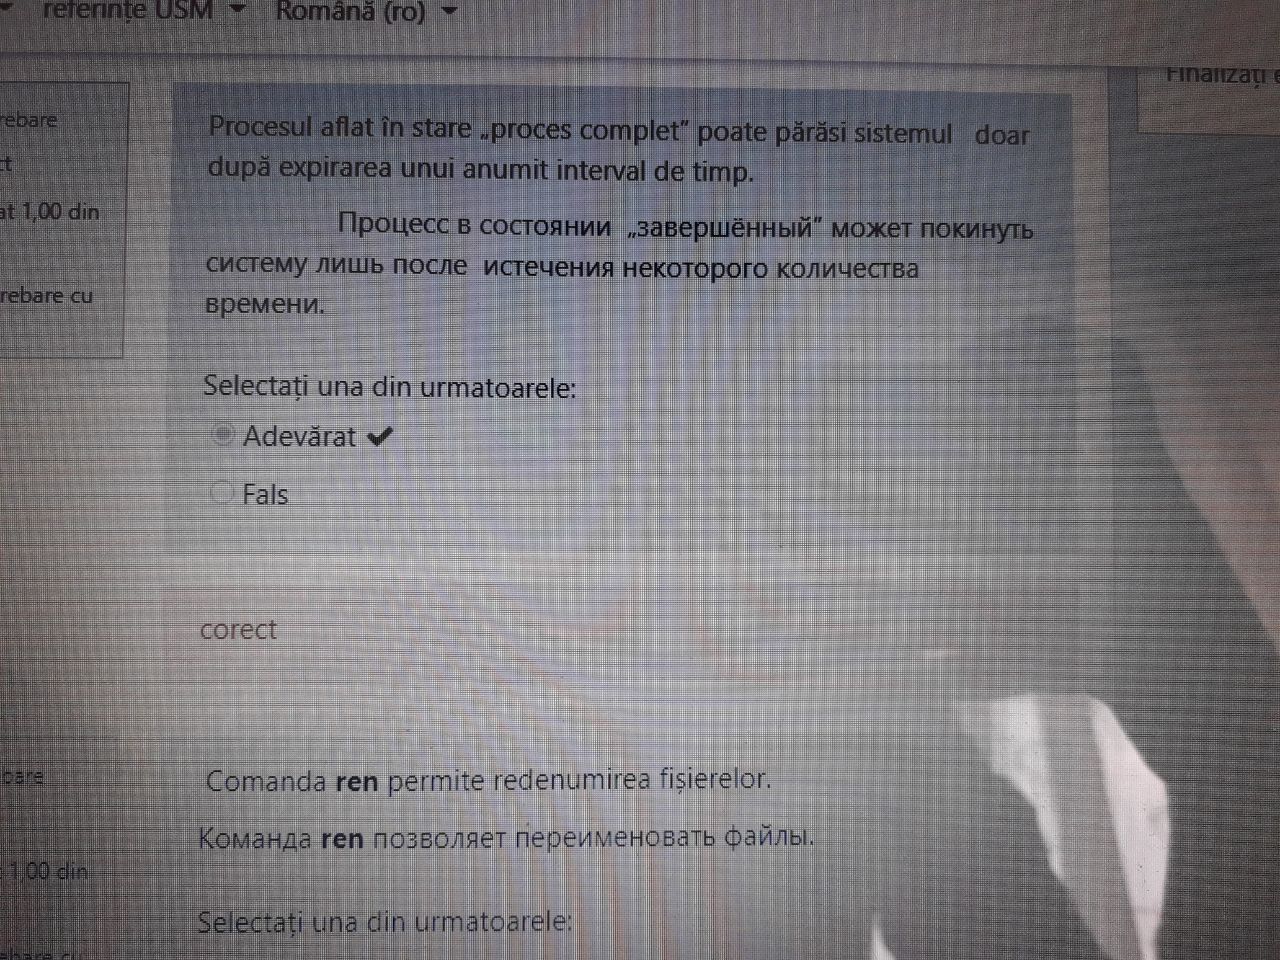 referințe USM
Română (ro)
Finalizați
rebare
ct
at 1,00 din
rebare cu
Procesul aflat în stare „proces complet” poate părăsi sistemul doar
după expirarea unui anumit interval de timp.
Процесс в состоянии „завершённый” может покинуть
систему лишь после истечения некоторого количества
времени.
Selectați una din urmatoarele:
Adevărat
Fals
corect
bare
1,00 din
Comanda ren permite redenumirea fișierelor.
Команда ren позволяет переименовать файлы.
Selectați una din urmatoarele: